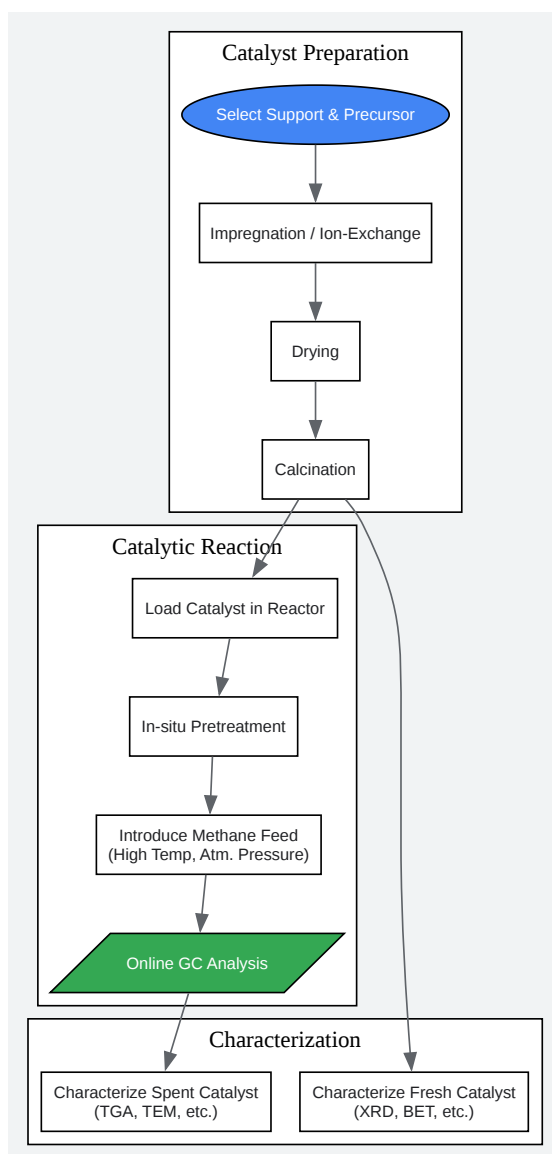 Catalyst Preparation
Select Support & Precursor
Impregnation / Ion-Exchange
Drying
Calcination
Catalytic Reaction
Load Catalyst in Reactor
In-situ Pretreatment
Introduce Methane Feed
(High Temp, Atm. Pressure)
Online GC Analysis
Characterization
Characterize Spent Catalyst
(TGA, TEM, etc.)
Characterize Fresh Catalyst
(XRD, BET, etc.)